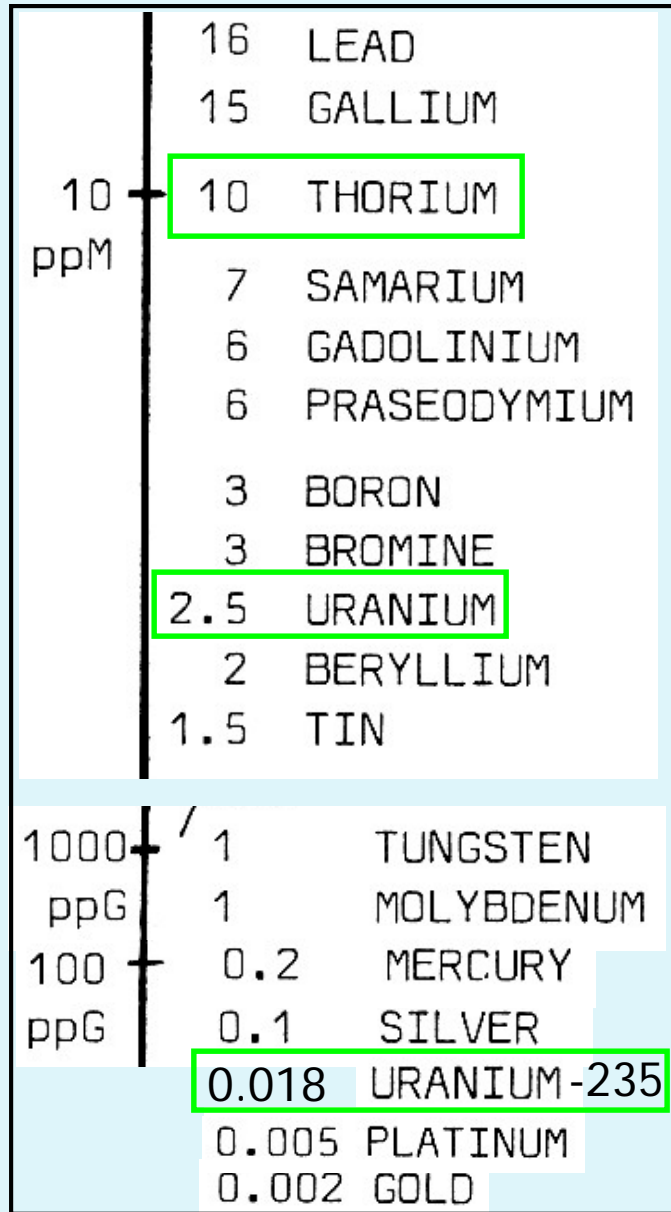 16 LEAD
15 GALLIUM
10 10 THORIUM
ppM
7 SAMARIUM
6 GADOLINIUM
6 PRASEODYMIUM
3 BORON
3 BROMINE
2.5 URANIUM
2 BERYLLIUM
1.5 TIN
1000 1 TUNGSTEN
ppG 1 MOLYBDENUM
100 0.2 MERCURY
ppG 0.1 SILVER
0.018 URANIUM-235
0.005 PLATINUM
0.002 GOLD